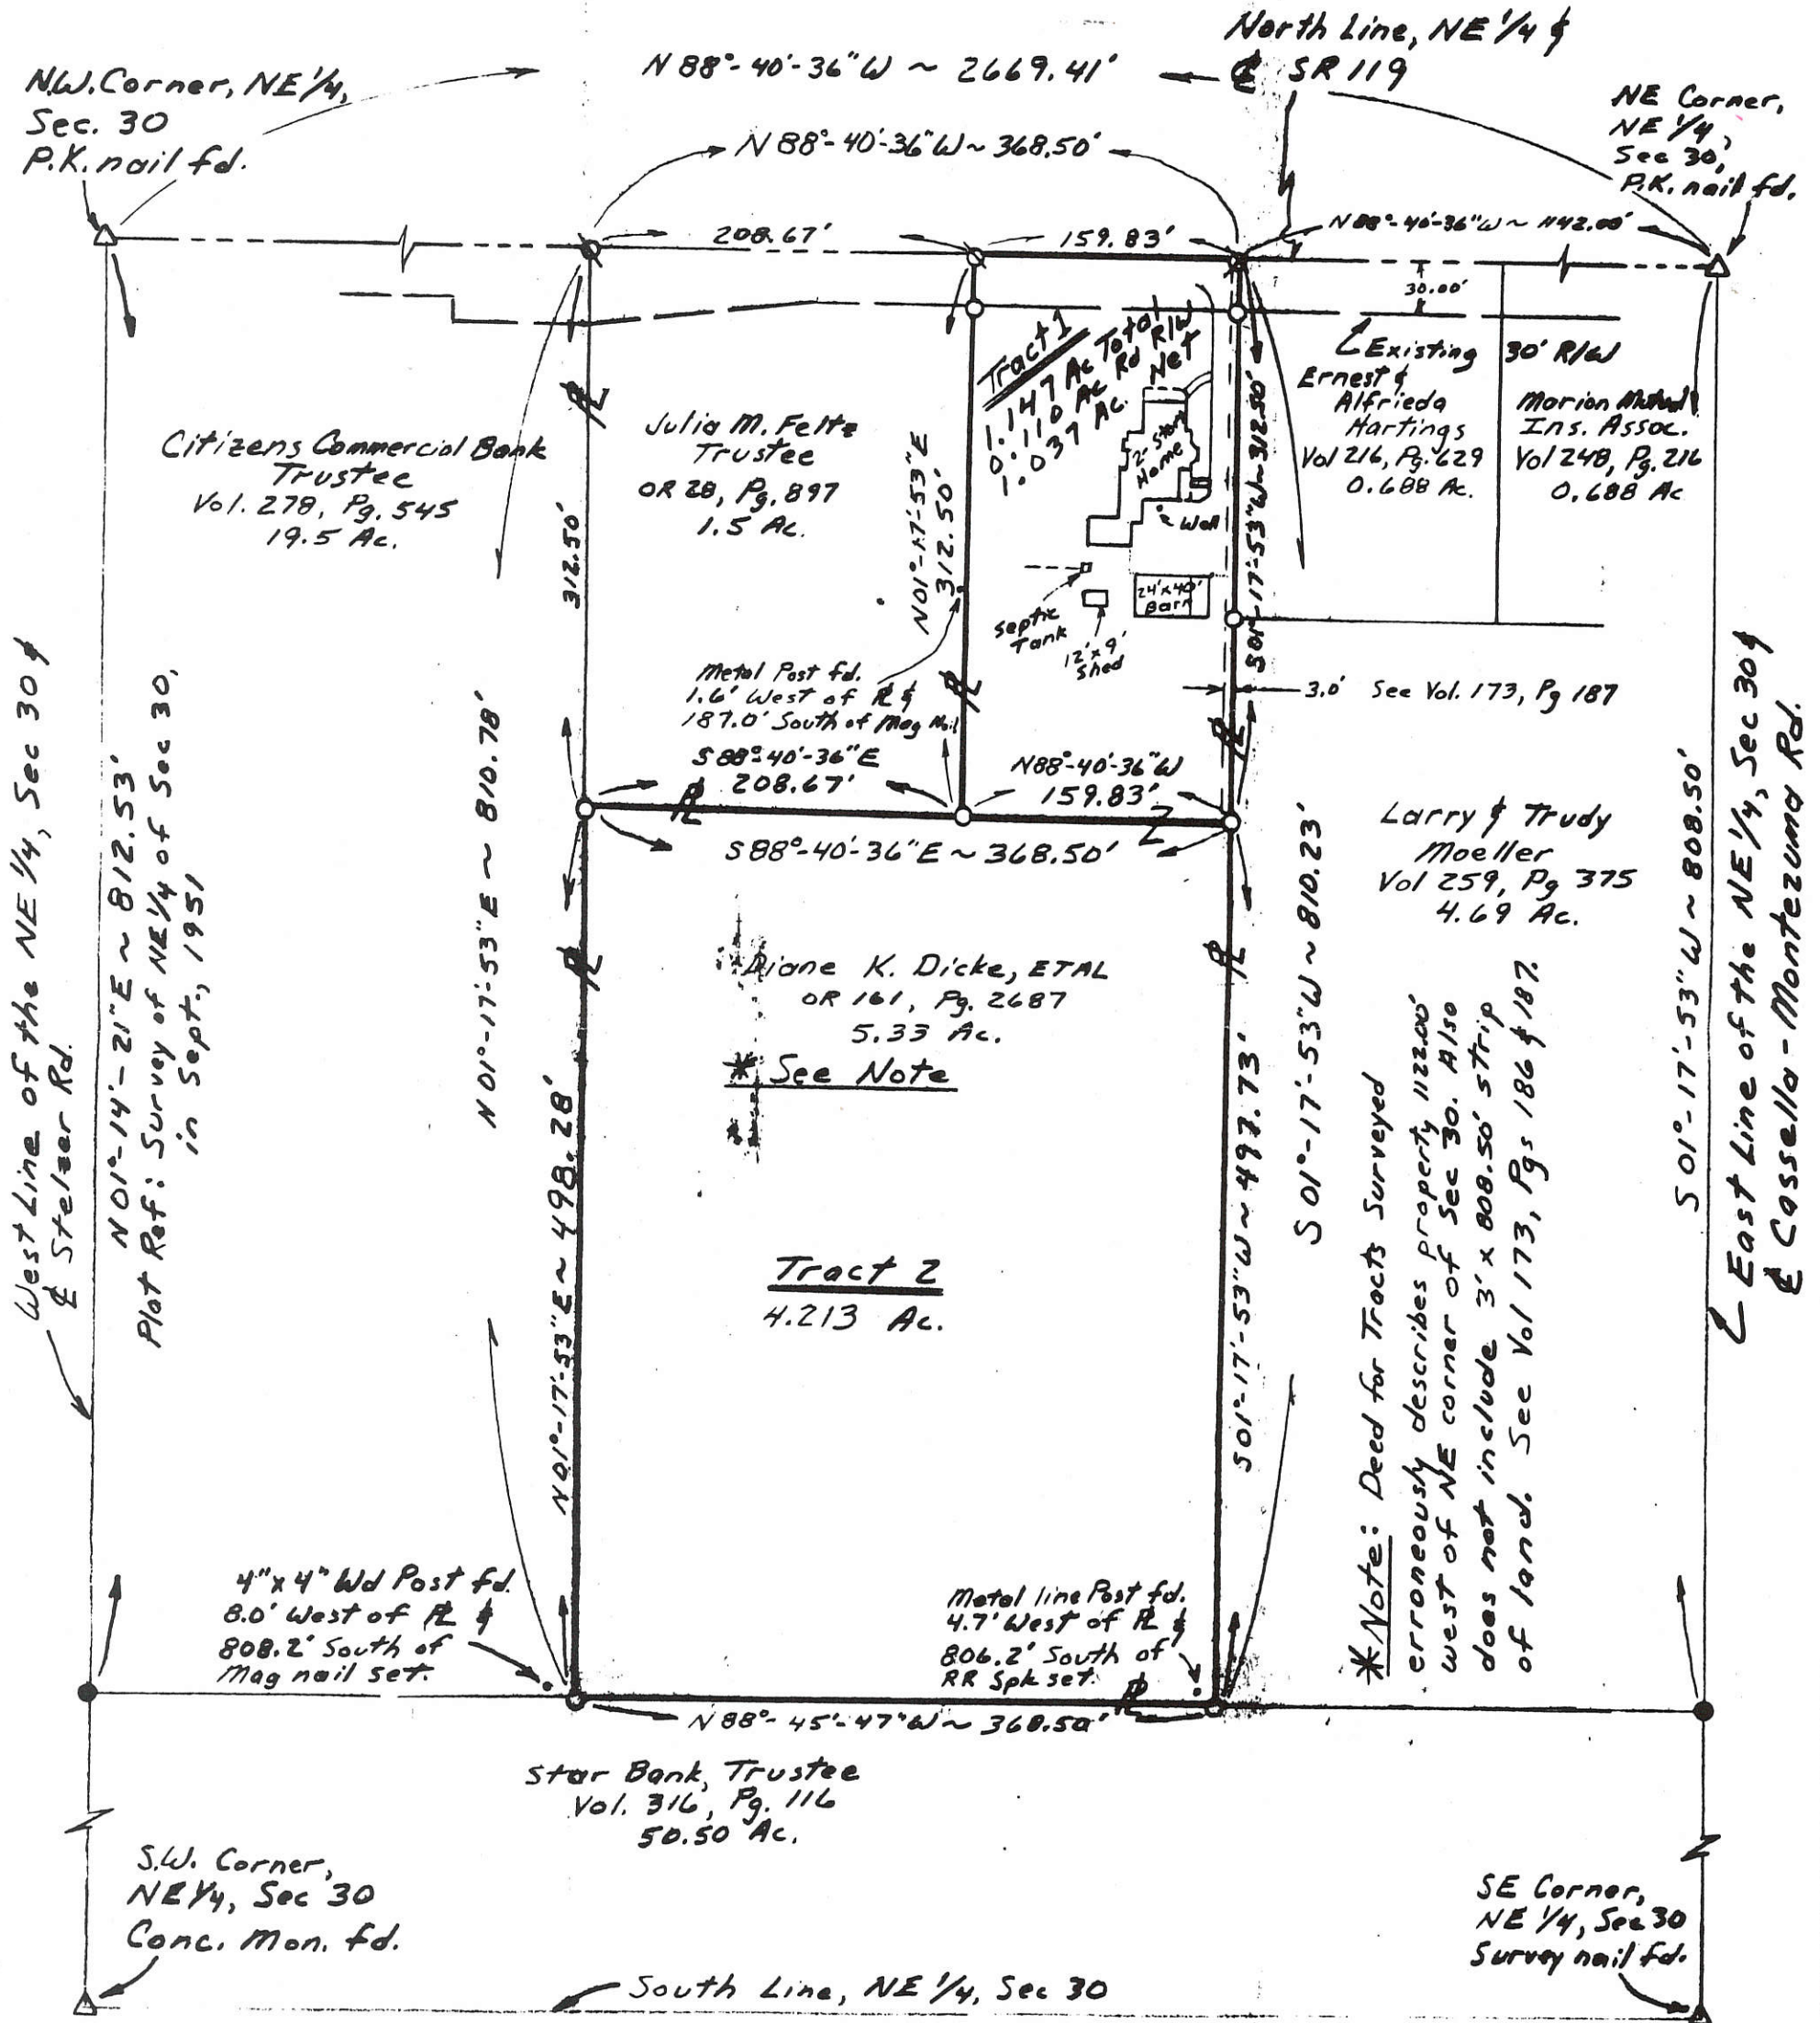 North Line, NE 1/4 &
℄ SR 119
N 88°-40'-36" W ~ 2669.41'
N.W. Corner, NE 1/4,
Sec. 30
P.K. nail fd.
NE Corner,
NE 1/4,
Sec 30,
P.K. nail fd.
N 88°-40'-36" W ~ 368.50'
208.67'
159.83'
N 88°-40'-36" W ~ 1142.00'
30.00'
Tract 1
1.147 Ac Total
0.110 Ac Rd R/W
1.037 Ac. Net
Existing 30' R/W
Ernest &
Alfrieda
Hartings
Vol 216, Pg. 629
0.688 Ac.
Marion Mutual
Ins. Assoc.
Vol 248, Pg. 216
0.688 Ac
Citizens Commercial Bank
Trustee
Vol. 278, Pg. 545
19.5 Ac.
Julia M. Felte
Trustee
OR 28, Pg. 897
1.5 Ac.
312.50'
N01°-17'-53" E
312.50'
2-Story
Home
Well
S01°-17'-53" W ~ 312.50'
Septic
Tank
12'x9'
Shed
24'x40'
Barn
Metal Post fd.
1.6' West of ℄ &
187.0' South of Mag Nail
3.0' See Vol. 173, Pg 187
S 88°-40'-36" E
208.67'
N88°-40'-36" W
159.83'
S 88°-40'-36" E ~ 368.50'
West Line of the NE 1/4, Sec 30 &
℄ Stelzer Rd.
N 01°-14'-21" E ~ 812.53'
Plat Ref: Survey of NE 1/4 of Sec 30,
in Sept., 1951
N 01°-17'-53" E ~ 810.78'
N 01°-17'-53" E ~ 498.28'
Diane K. Dicke, ETAL
OR 161, Pg. 2687
5.33 Ac.
* See Note
Tract 2
4.213 Ac.
S 01°-17'-53" W ~ 497.73'
S 01°-17'-53" W ~ 810.23'
Larry & Trudy
Moeller
Vol 259, Pg 375
4.69 Ac.
* Note: Deed for Tracts Surveyed
erroneously describes property 1122.00'
west of NE corner of Sec 30. Also
does not include 3' x 808.50' strip
of land. See Vol 173, Pgs 186 & 187.
S 01°-17'-53" W ~ 808.50'
East Line of the NE 1/4, Sec 30 &
℄ Cassella-Montezuma Rd.
4"x 4" Wd Post fd.
8.0' West of ℄ &
808.2' South of
Mag nail set.
Metal line Post fd.
4.7' West of ℄ &
806.2' South of
RR Spk set.
N 88°-45'-47" W ~ 368.50'
Star Bank, Trustee
Vol. 316, Pg. 116
50.50 Ac.
S.W. Corner,
NE 1/4, Sec 30
Conc. Mon. fd.
SE Corner,
NE 1/4, Sec 30
Survey nail fd.
South Line, NE 1/4, Sec 30